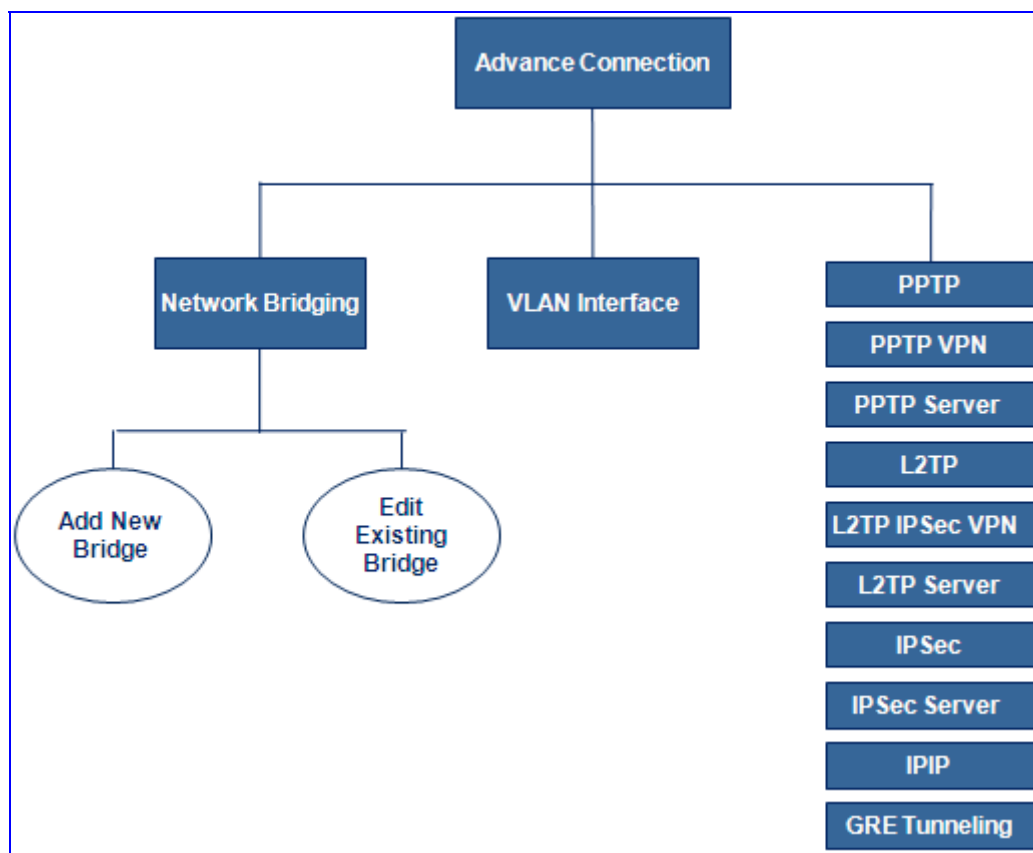 Advance Connection
Network Bridging
VLAN Interface
PPTP
PPTP VPN
PPTP Server
L2TP
L2TP IPSec VPN
L2TP Server
IPSec
IPSec Server
IPIP
GRE Tunneling
Add New
Bridge
Edit
Existing
Bridge